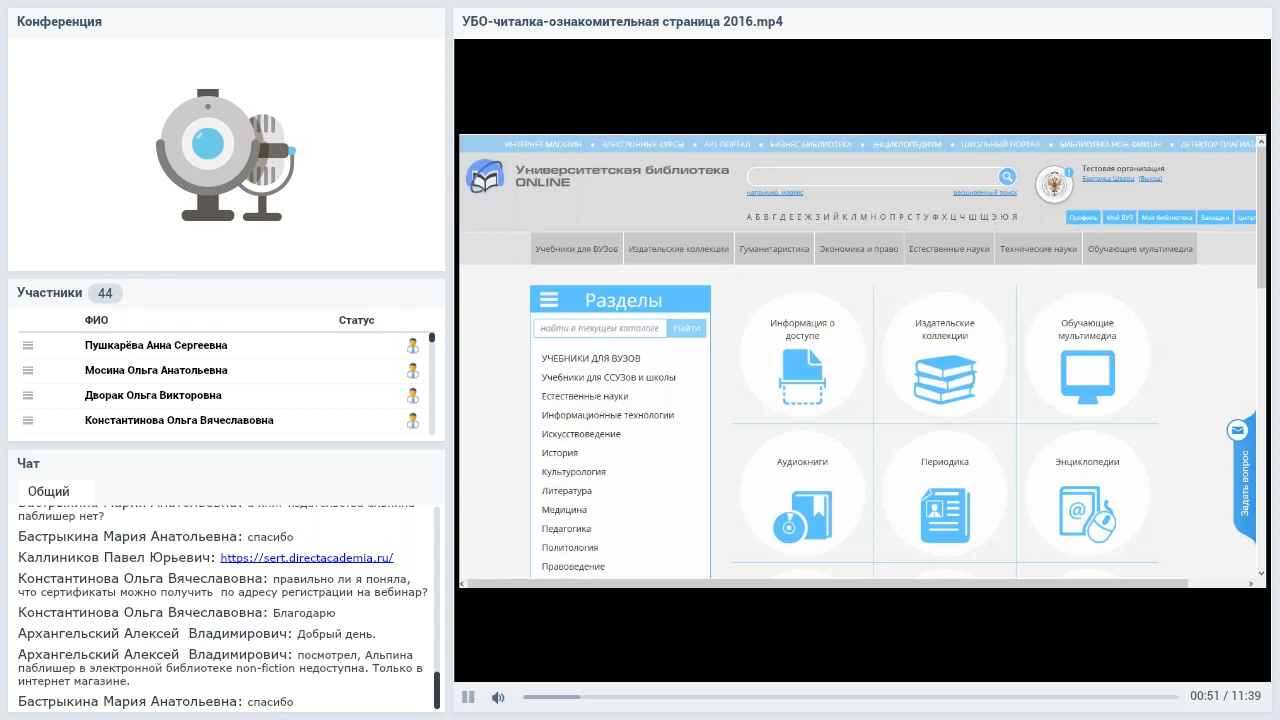 Конференция
УБО-читалка-ознакомительная страница 2016.mp4
ИНТЕРНЕТ-МАГАЗИН • ЭЛЕКТРОННЫЕ КУРСЫ • АРТ-ПОРТАЛ • БИЗНЕС-БИБЛИОТЕКА • ЭНЦИКЛОПЕДИУМ • ШКОЛЬНЫЙ ПОРТАЛ • БИБЛИОТЕКА НОН-ФИКШН • ДЕТЕКТОР ПЛАГИАТА
Университетская библиотека
ONLINE
например, маркес
расширенный поиск
А Б В Г Д Е Ё Ж З И Й К Л М Н О П Р С Т У Ф Х Ц Ч Ш Щ Э Ю Я
Тестовая организация
Бертольд Шварц (Выход)
Профиль
Мой ВУЗ
Моя библиотека
Закладки
Цитат
Учебники для ВУЗов
Издательские коллекции
Гуманитаристика
Экономика и право
Естественные науки
Технические науки
Обучающие мультимедиа
Разделы
найти в текущем каталоге
Найти
УЧЕБНИКИ ДЛЯ ВУЗОВ
Учебники для ССУЗов и школы
Естественные науки
Информационные технологии
Искусствоведение
История
Культурология
Литература
Медицина
Педагогика
Политология
Правоведение
Информация о
доступе
Издательские
коллекции
Обучающие
мультимедиа
Аудиокниги
Периодика
Энциклопедии
Задать вопрос
00:51 / 11:39
Участники 44
ФИО Статус
Пушкарёва Анна Сергеевна
Мосина Ольга Анатольевна
Дворак Ольга Викторовна
Константинова Ольга Вячеславовна
Чат
Общий
паблишер нет?
Бастрыкина Мария Анатольевна: спасибо
Каллиников Павел Юрьевич: https://sert.directacademia.ru/
Константинова Ольга Вячеславовна: правильно ли я поняла,
что сертификаты можно получить по адресу регистрации на вебинар?
Константинова Ольга Вячеславовна: Благодарю
Архангельский Алексей Владимирович: Добрый день.
Архангельский Алексей Владимирович: посмотрел, Альпина
паблишер в электронной библиотеке non-fiction недоступна. Только в
интернет магазине.
Бастрыкина Мария Анатольевна: спасибо